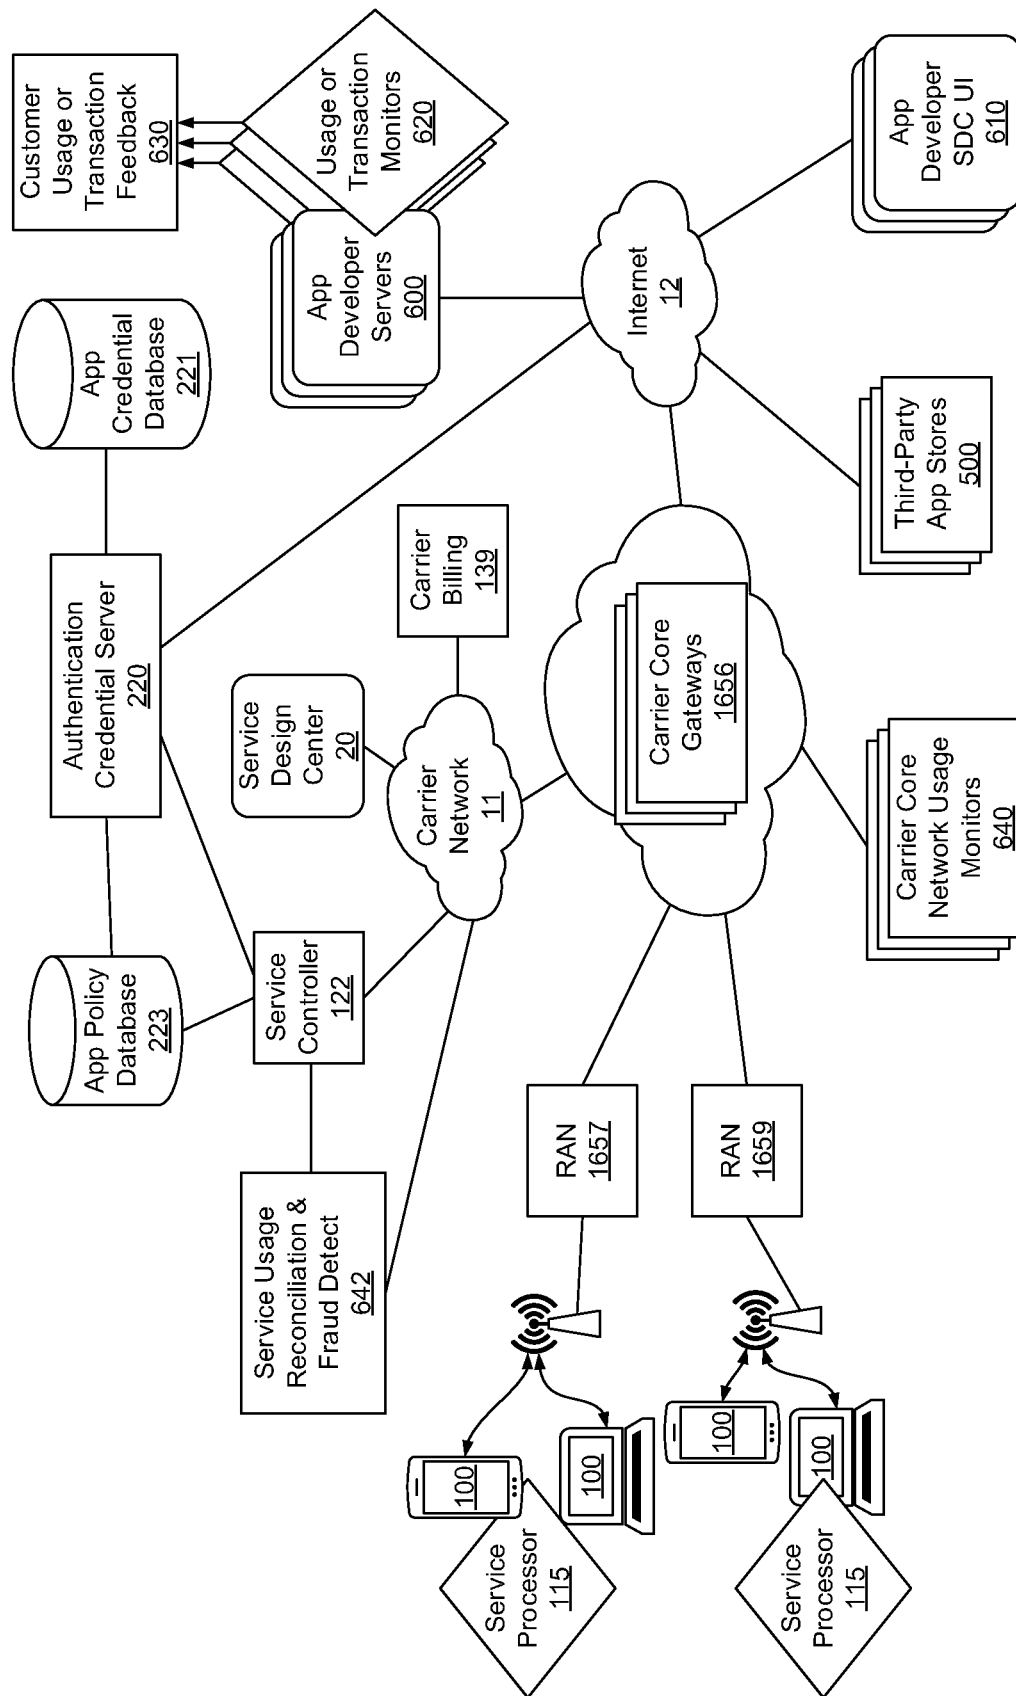 Customer
Usage or
Transaction
Feedback
630
Usage or
Transaction
Monitors
620
App
Developer
Servers
600
App
Credential
Database
221
Authentication
Credential Server
220
App Policy
Database
223
Service
Controller
122
Service Usage
Reconciliation &
Fraud Detect
642
Service
Design
Center
20
Carrier
Billing
139
Carrier
Network
11
Internet
12
App
Developer
SDC UI
610
Third-Party
App Stores
500
Carrier Core
Gateways
1656
Carrier Core
Network Usage
Monitors
640
RAN
1657
RAN
1659
100
100
Service
Processor
115
100
100
Service
Processor
115